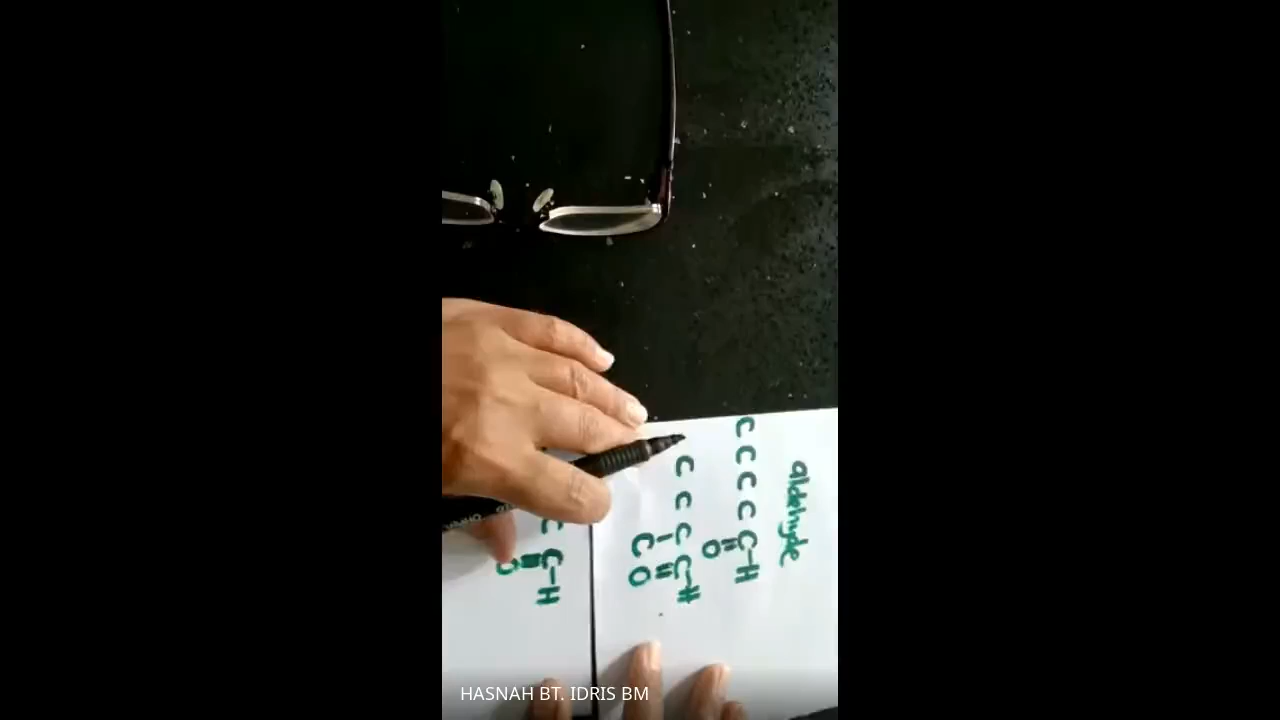 aldehyde
C C C C C-H
O
C C C C-H
C O
C C-H
O
HASNAH BT. IDRIS BM